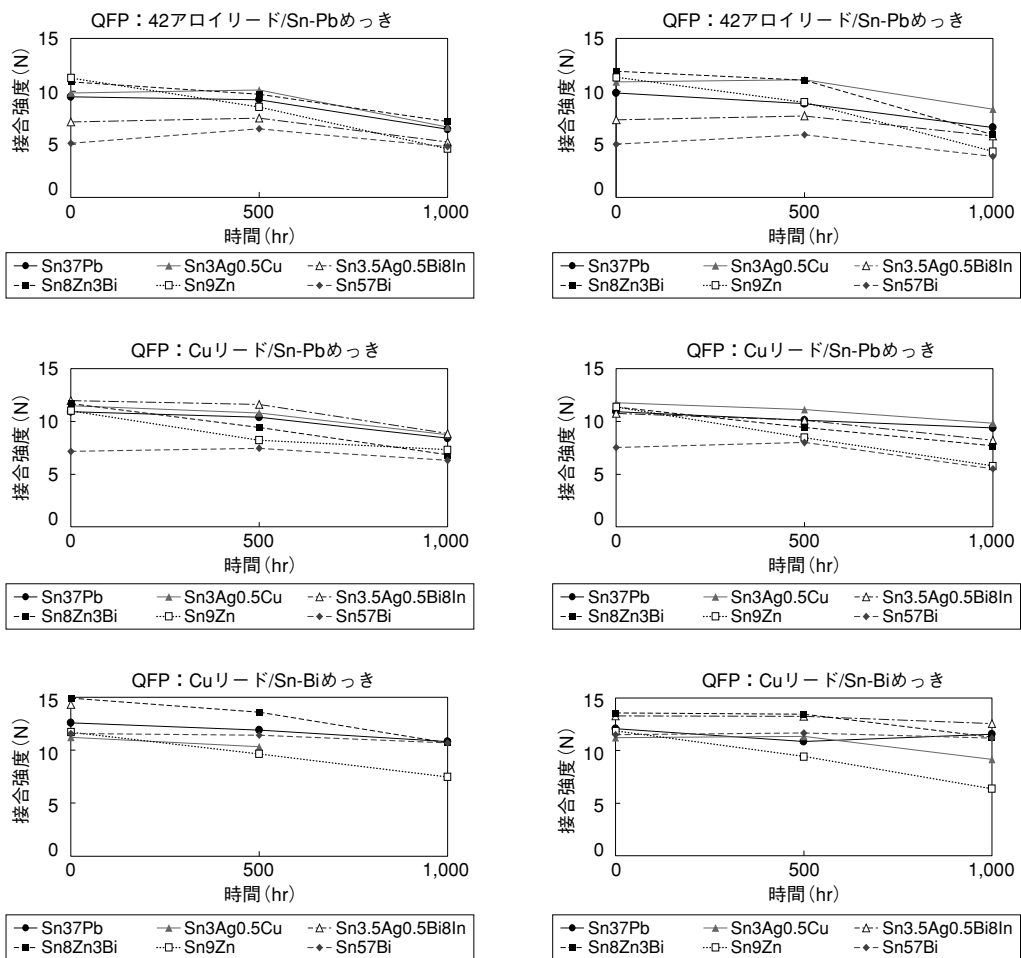 QFP：42アロイリード/Sn-Pbめっき
15
10
5
0
接合強度(N)
0 500 1,000
時間(hr)
Sn37Pb Sn3Ag0.5Cu Sn3.5Ag0.5Bi8In
Sn8Zn3Bi Sn9Zn Sn57Bi
QFP：42アロイリード/Sn-Pbめっき
15
10
5
0
接合強度(N)
0 500 1,000
時間(hr)
Sn37Pb Sn3Ag0.5Cu Sn3.5Ag0.5Bi8In
Sn8Zn3Bi Sn9Zn Sn57Bi
QFP：Cuリード/Sn-Pbめっき
15
10
5
0
接合強度(N)
0 500 1,000
時間(hr)
Sn37Pb Sn3Ag0.5Cu Sn3.5Ag0.5Bi8In
Sn8Zn3Bi Sn9Zn Sn57Bi
QFP：Cuリード/Sn-Pbめっき
15
10
5
0
接合強度(N)
0 500 1,000
時間(hr)
Sn37Pb Sn3Ag0.5Cu Sn3.5Ag0.5Bi8In
Sn8Zn3Bi Sn9Zn Sn57Bi
QFP：Cuリード/Sn-Biめっき
15
10
5
0
接合強度(N)
0 500 1,000
時間(hr)
Sn37Pb Sn3Ag0.5Cu Sn3.5Ag0.5Bi8In
Sn8Zn3Bi Sn9Zn Sn57Bi
QFP：Cuリード/Sn-Biめっき
15
10
5
0
接合強度(N)
0 500 1,000
時間(hr)
Sn37Pb Sn3Ag0.5Cu Sn3.5Ag0.5Bi8In
Sn8Zn3Bi Sn9Zn Sn57Bi